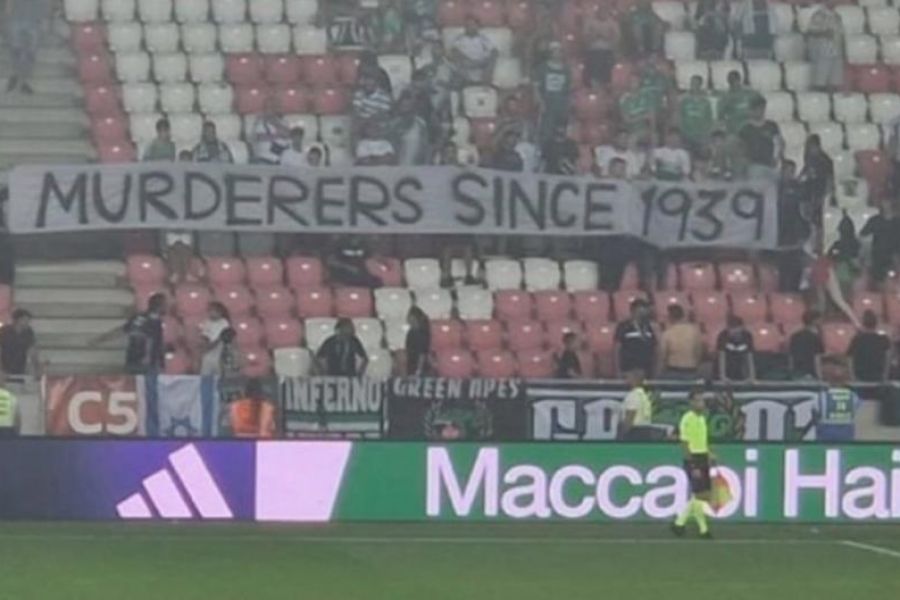 MURDERERS SINCE 1939
C5
INFERNO
GREEN APES
Maccabi Hai